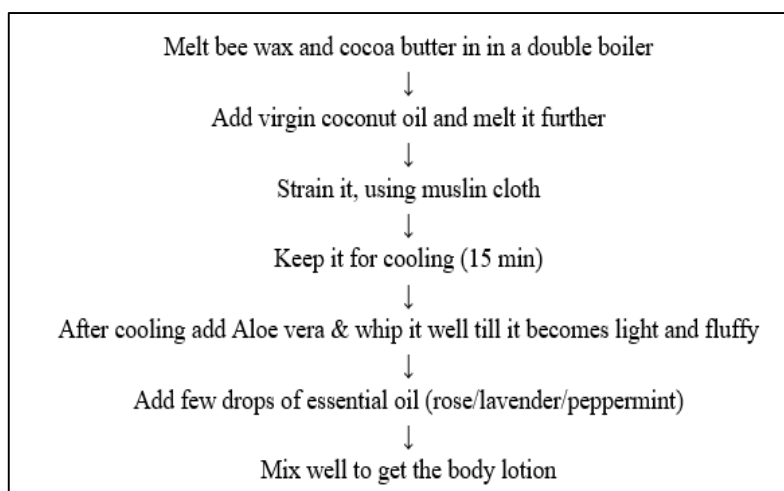 Melt bee wax and cocoa butter in in a double boiler
↓
Add virgin coconut oil and melt it further
↓
Strain it, using muslin cloth
↓
Keep it for cooling (15 min)
↓
After cooling add Aloe vera & whip it well till it becomes light and fluffy
↓
Add few drops of essential oil (rose/lavender/peppermint)
↓
Mix well to get the body lotion